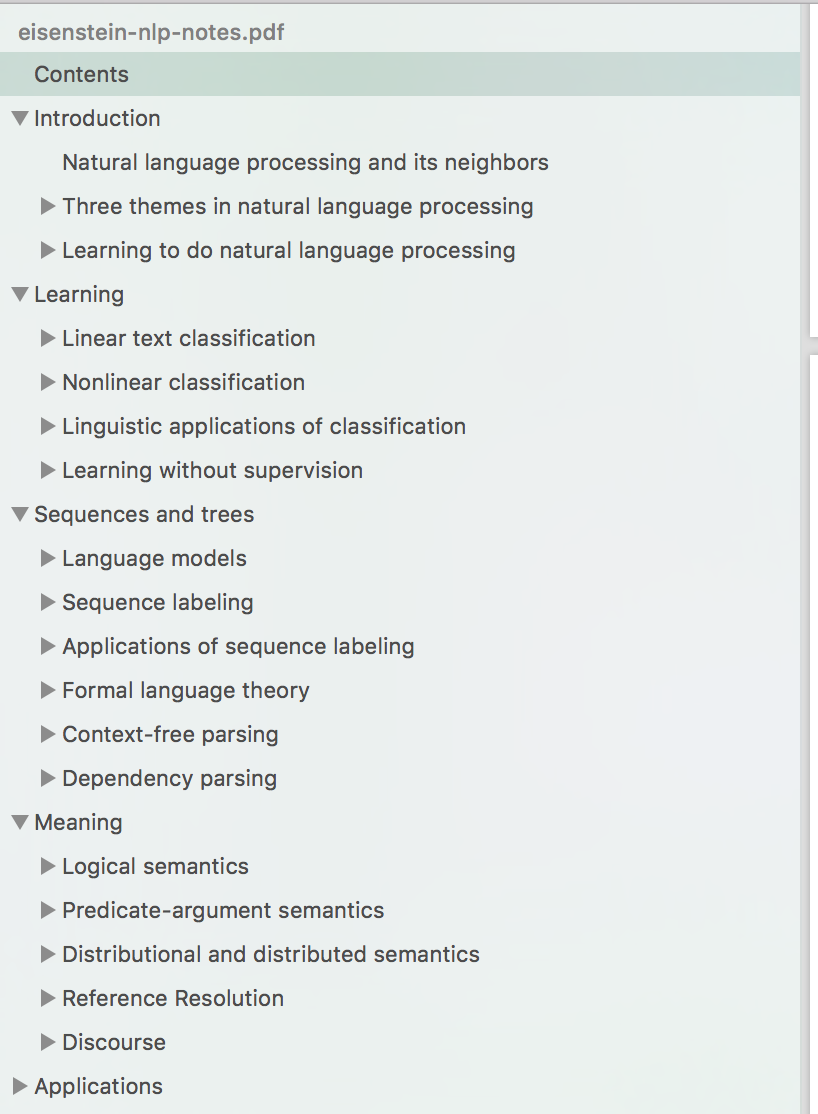 eisenstein-nlp-notes.pdf
Contents
Introduction
Natural language processing and its neighbors
Three themes in natural language processing
Learning to do natural language processing
Learning
Linear text classification
Nonlinear classification
Linguistic applications of classification
Learning without supervision
Sequences and trees
Language models
Sequence labeling
Applications of sequence labeling
Formal language theory
Context-free parsing
Dependency parsing
Meaning
Logical semantics
Predicate-argument semantics
Distributional and distributed semantics
Reference Resolution
Discourse
Applications